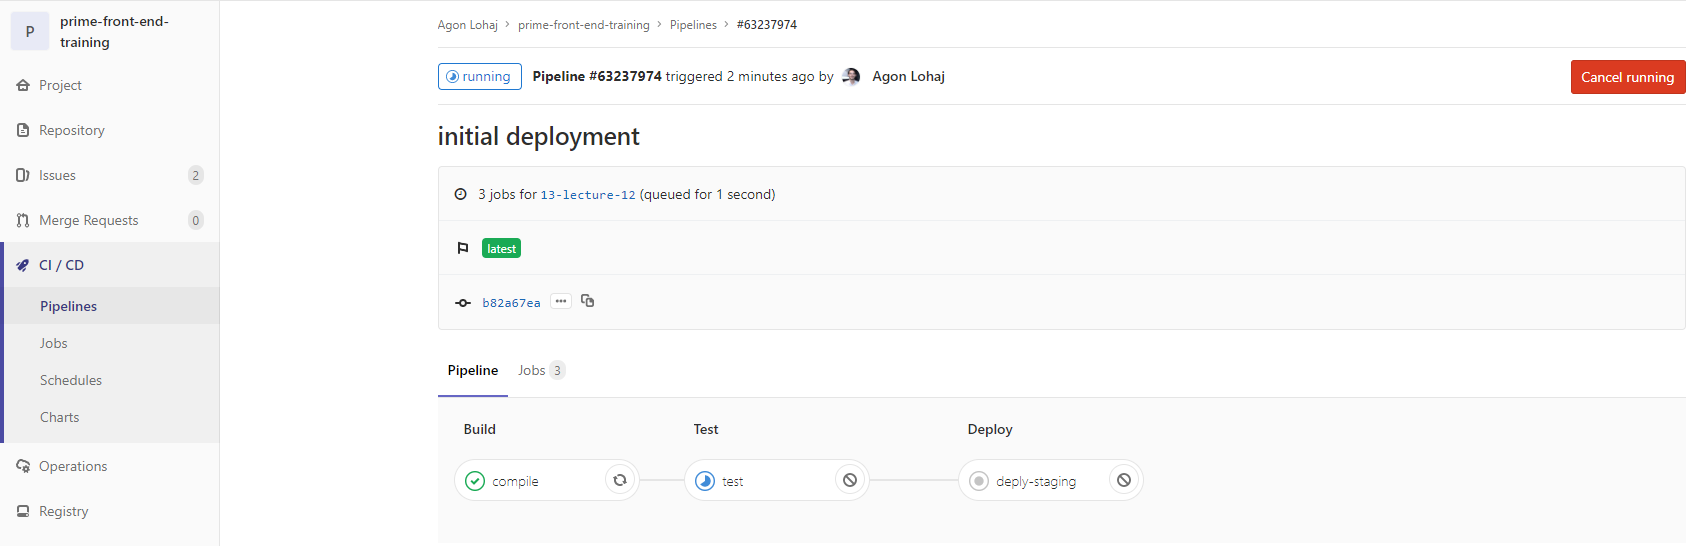 P
prime-front-end-
training
Project
Repository
Issues 2
Merge Requests 0
CI / CD
Pipelines
Jobs
Schedules
Charts
Operations
Registry
Agon Lohaj › prime-front-end-training › Pipelines › #63237974
running Pipeline #63237974 triggered 2 minutes ago by Agon Lohaj Cancel running
initial deployment
3 jobs for 13-lecture-12 (queued for 1 second)
latest
b82a67ea ...
Pipeline Jobs 3
Build Test Deploy
compile test deply-staging